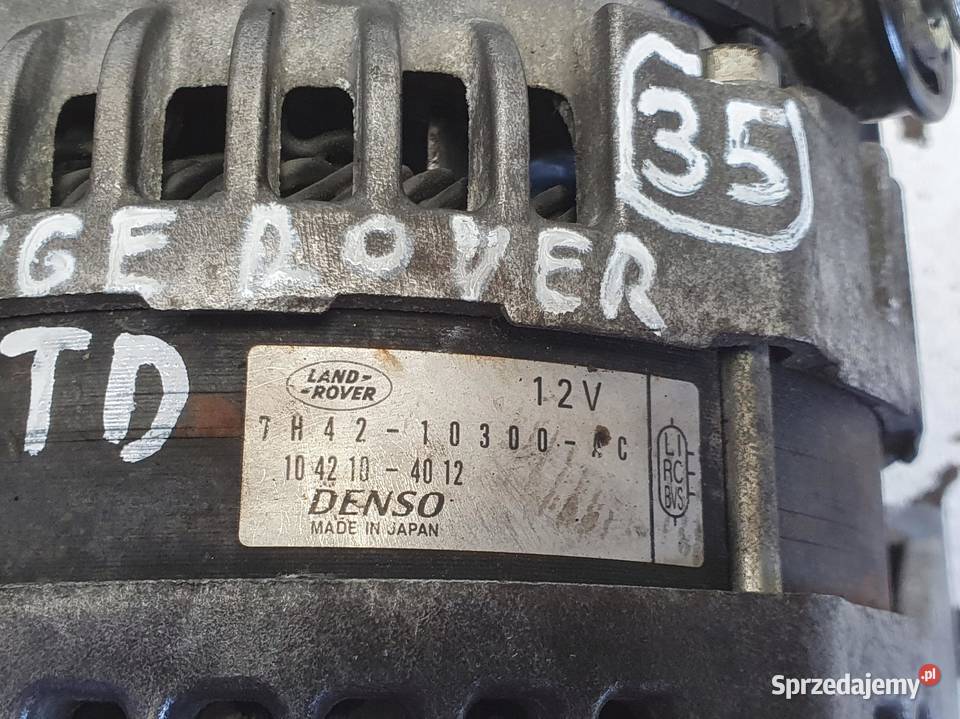 35
GE ROVER
TD
LAND-
-ROVER
12V
7H42-10300-AC
104210-4012
DENSO
MADE IN JAPAN
LI
RC
BVS
Sprzedajemy.pl